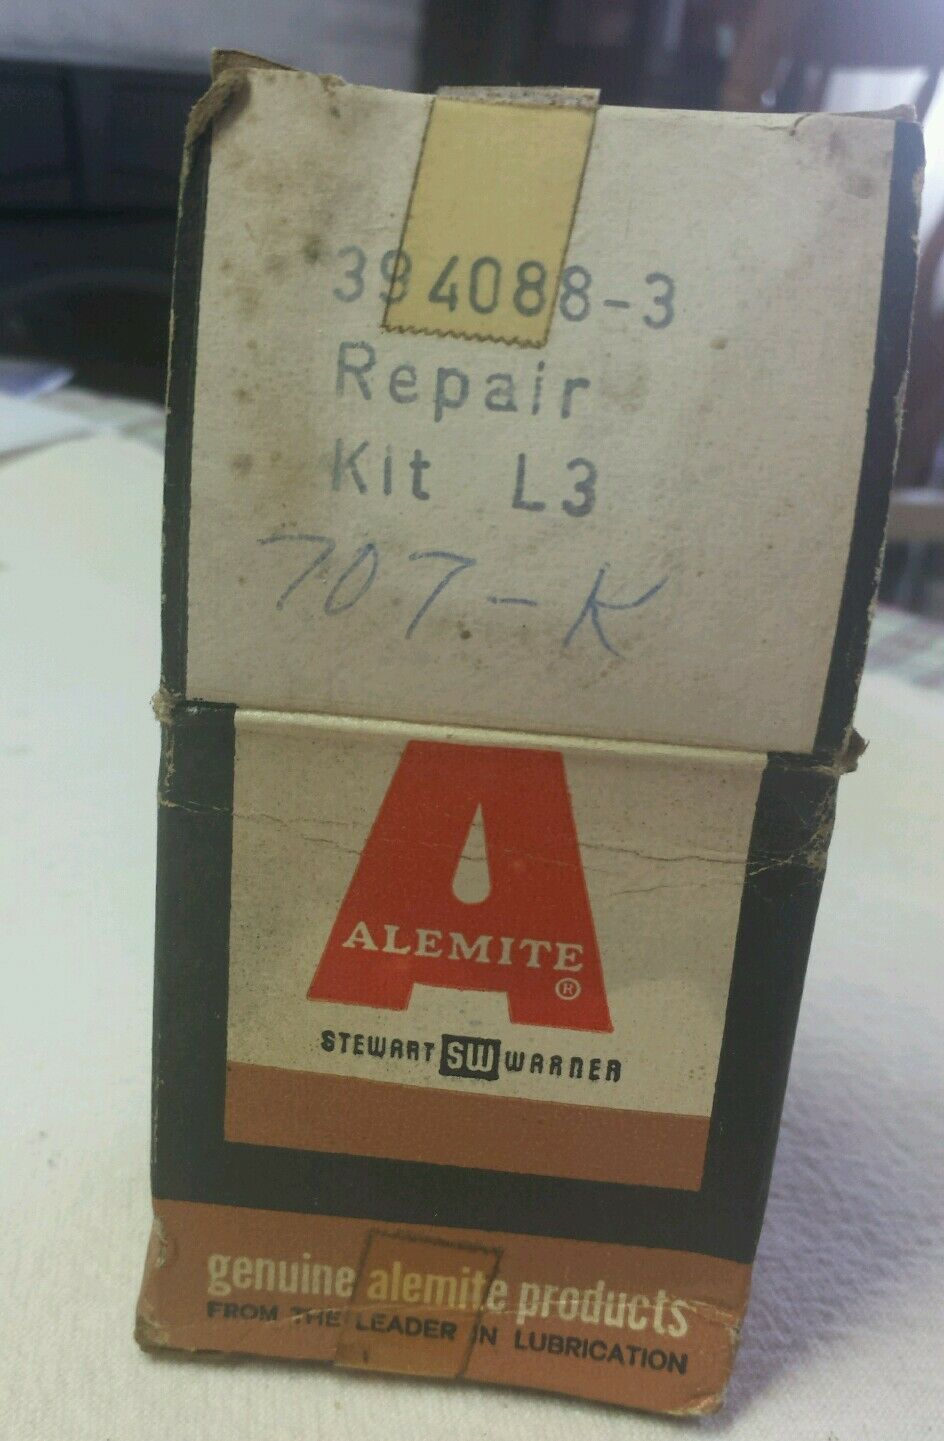 394088-3
Repair
Kit L3
707-K
ALEMITE
®
STEWART SW WARNER
genuine alemite products
FROM THE LEADER IN LUBRICATION